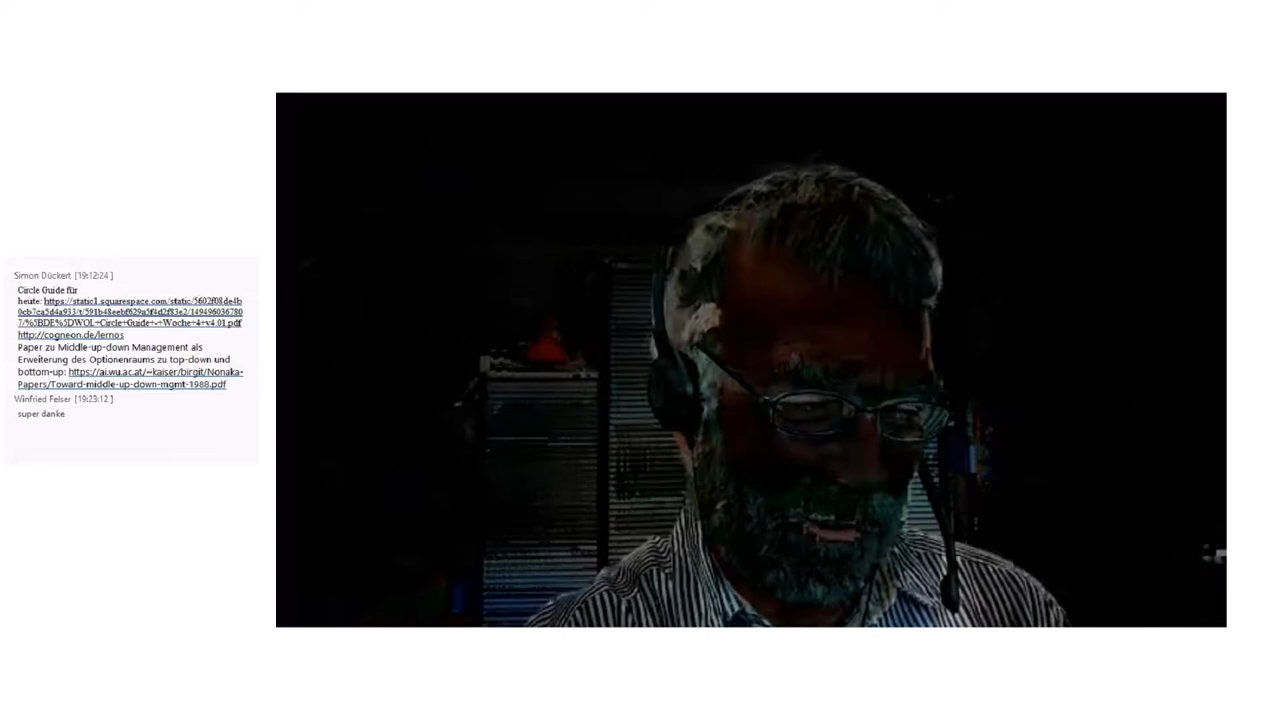 Simon Dückert [19:12:24 ]
Circle Guide für
heute: https://static1.squarespace.com/static/5602f08de4b
0cb7ca5d4a933/t/591b48eebf629a5f4d2f83e2/149496036780
7/%5BDE%5DWOL+Circle+Guide+-+Woche+4+v4.01.pdf
http://cogneon.de/lernos
Paper zu Middle-up-down Management als
Erweiterung des Optionenraums zu top-down und
bottom-up: https://ai.wu.ac.at/~kaiser/birgit/Nonaka-
Papers/Toward-middle-up-down-mgmt-1988.pdf
Winfried Felser [19:23:12 ]
super danke